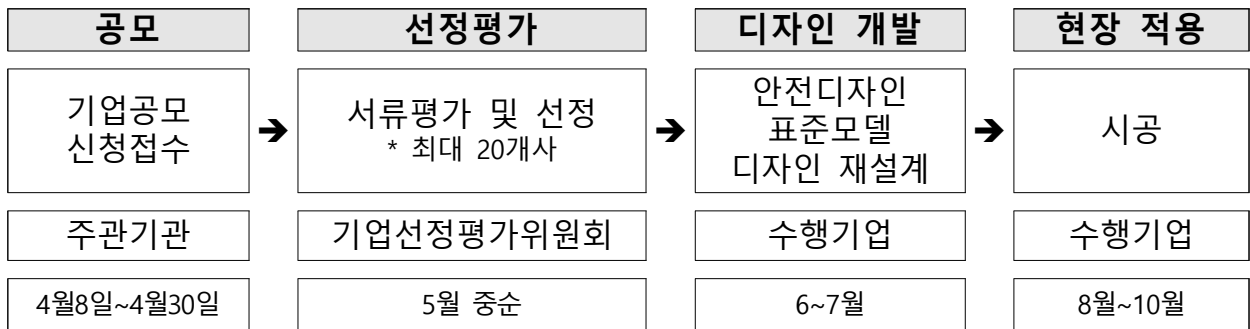 공모
선정평가
디자인 개발
현장 적용
기업공모
신청접수
➔
서류평가 및 선정
* 최대 20개사
➔
안전디자인
표준모델
디자인 재설계
➔
시공
주관기관
기업선정평가위원회
수행기업
수행기업
4월8일~4월30일
5월 중순
6~7월
8월~10월